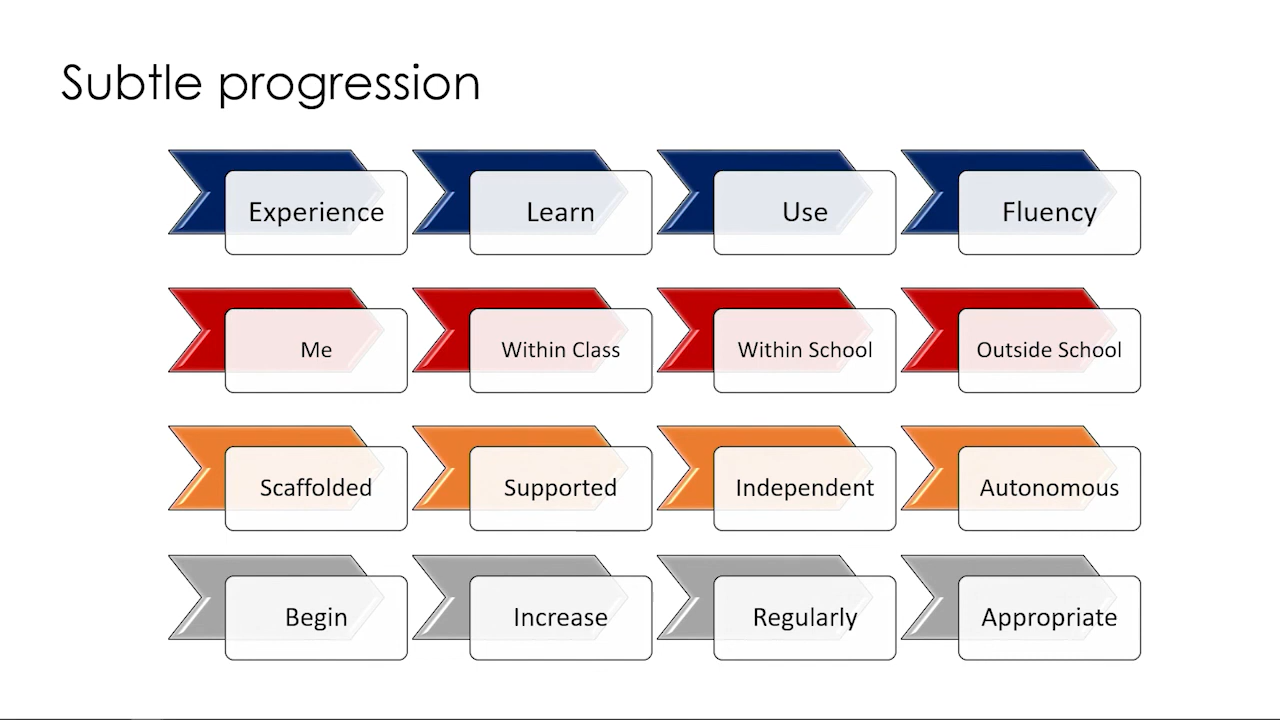 Subtle progression
Experience
Learn
Use
Fluency
Me
Within Class
Within School
Outside School
Scaffolded
Supported
Independent
Autonomous
Begin
Increase
Regularly
Appropriate